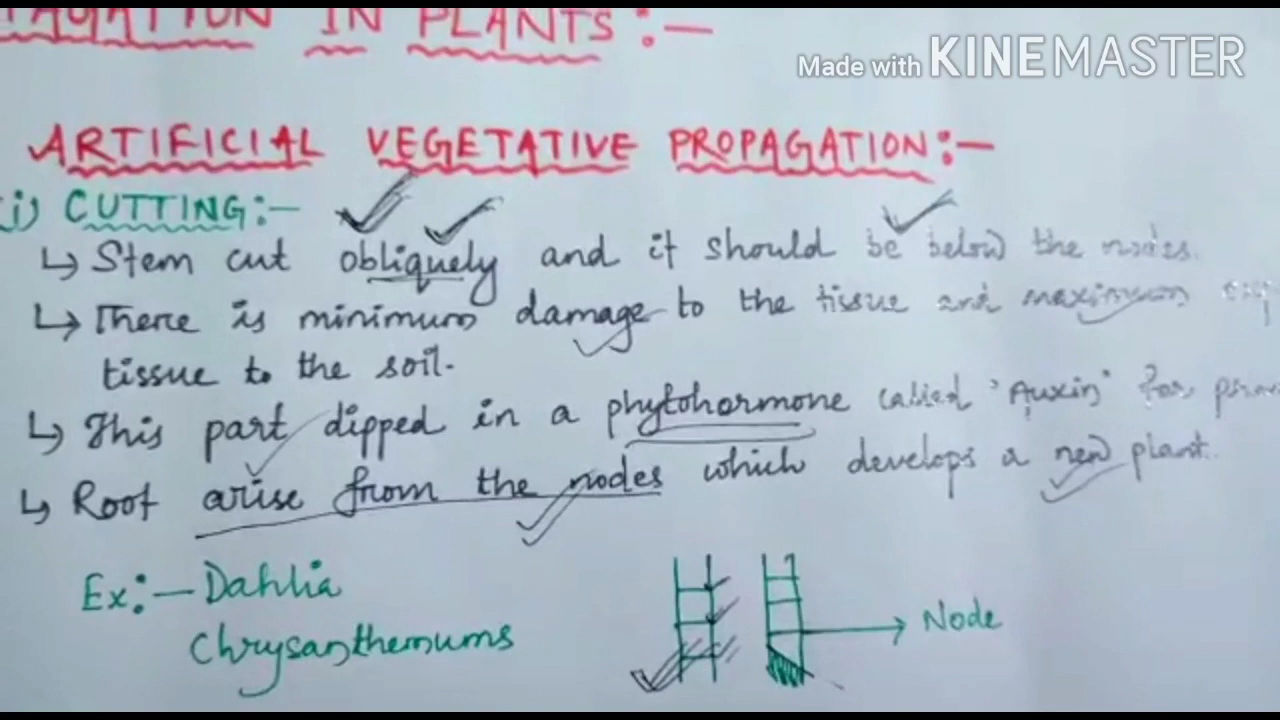 IN PLANTS:-
Made with KINEMASTER
ARTIFICIAL VEGETATIVE PROPAGATION:-
(i) CUTTING:-
↳ Stem cut obliquely and it should be below the nodes.
↳ There is minimum damage to the tissue and maximum
tissue to the soil.
↳ This part dipped in a phytohormone called 'Auxin' for
↳ Root arise from the nodes which develops a new plant.
Ex:- Dahlia
Chrysanthemums
Node